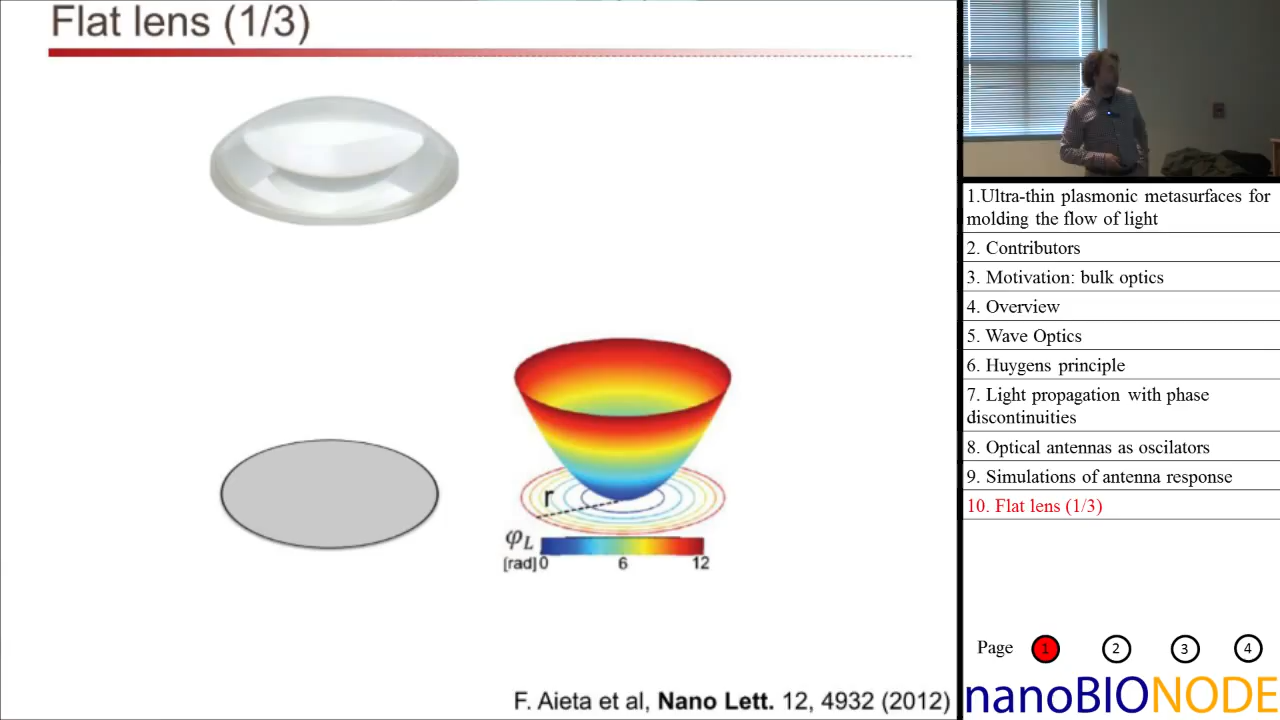 Flat lens (1/3)
r
φL
[rad] 0 6 12
F. Aieta et al, Nano Lett. 12, 4932 (2012)
1.Ultra-thin plasmonic metasurfaces for
molding the flow of light
2. Contributors
3. Motivation: bulk optics
4. Overview
5. Wave Optics
6. Huygens principle
7. Light propagation with phase
discontinuities
8. Optical antennas as oscilators
9. Simulations of antenna response
10. Flat lens (1/3)
Page 1 2 3 4
nanoBIONODE